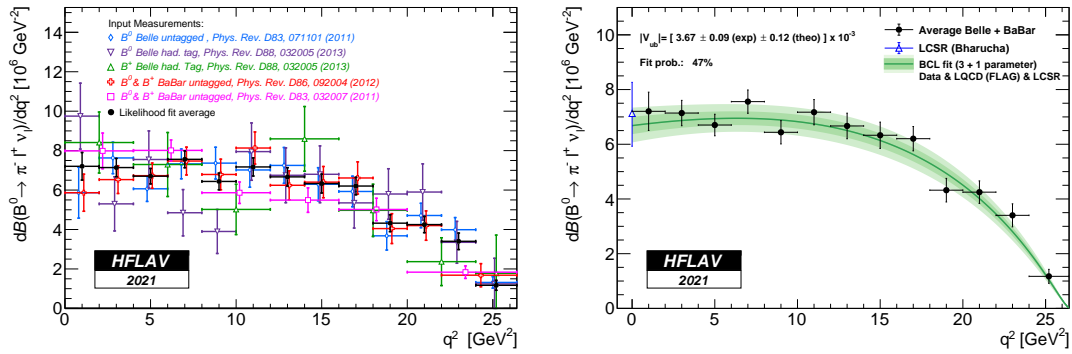 dB(B⁰→ π⁻ l⁺ ν_l)/dq² [10⁶ GeV⁻²]
14
12
10
8
6
4
2
0
Input Measurements:
B⁰ Belle untagged , Phys. Rev. D83, 071101 (2011)
B⁰ Belle had. tag, Phys. Rev. D88, 032005 (2013)
B⁺ Belle had. Tag, Phys. Rev. D88, 032005 (2013)
B⁰ & B⁺ BaBar untagged, Phys. Rev. D86, 092004 (2012)
B⁰ & B⁺ BaBar untagged, Phys. Rev. D83, 032007 (2011)
Likelihood fit average
HFLAV
2021
0 5 10 15 20 25
q² [GeV²]
dB(B⁰→ π⁻ l⁺ ν_l)/dq² [10⁶ GeV⁻²]
10
8
6
4
2
0
|V_ub|= [ 3.67 ± 0.09 (exp) ± 0.12 (theo) ] x 10⁻³
Fit prob.: 47%
Average Belle + BaBar
LCSR (Bharucha)
BCL fit (3 + 1 parameter)
Data & LQCD (FLAG) & LCSR
HFLAV
2021
0 5 10 15 20 25
q² [GeV²]